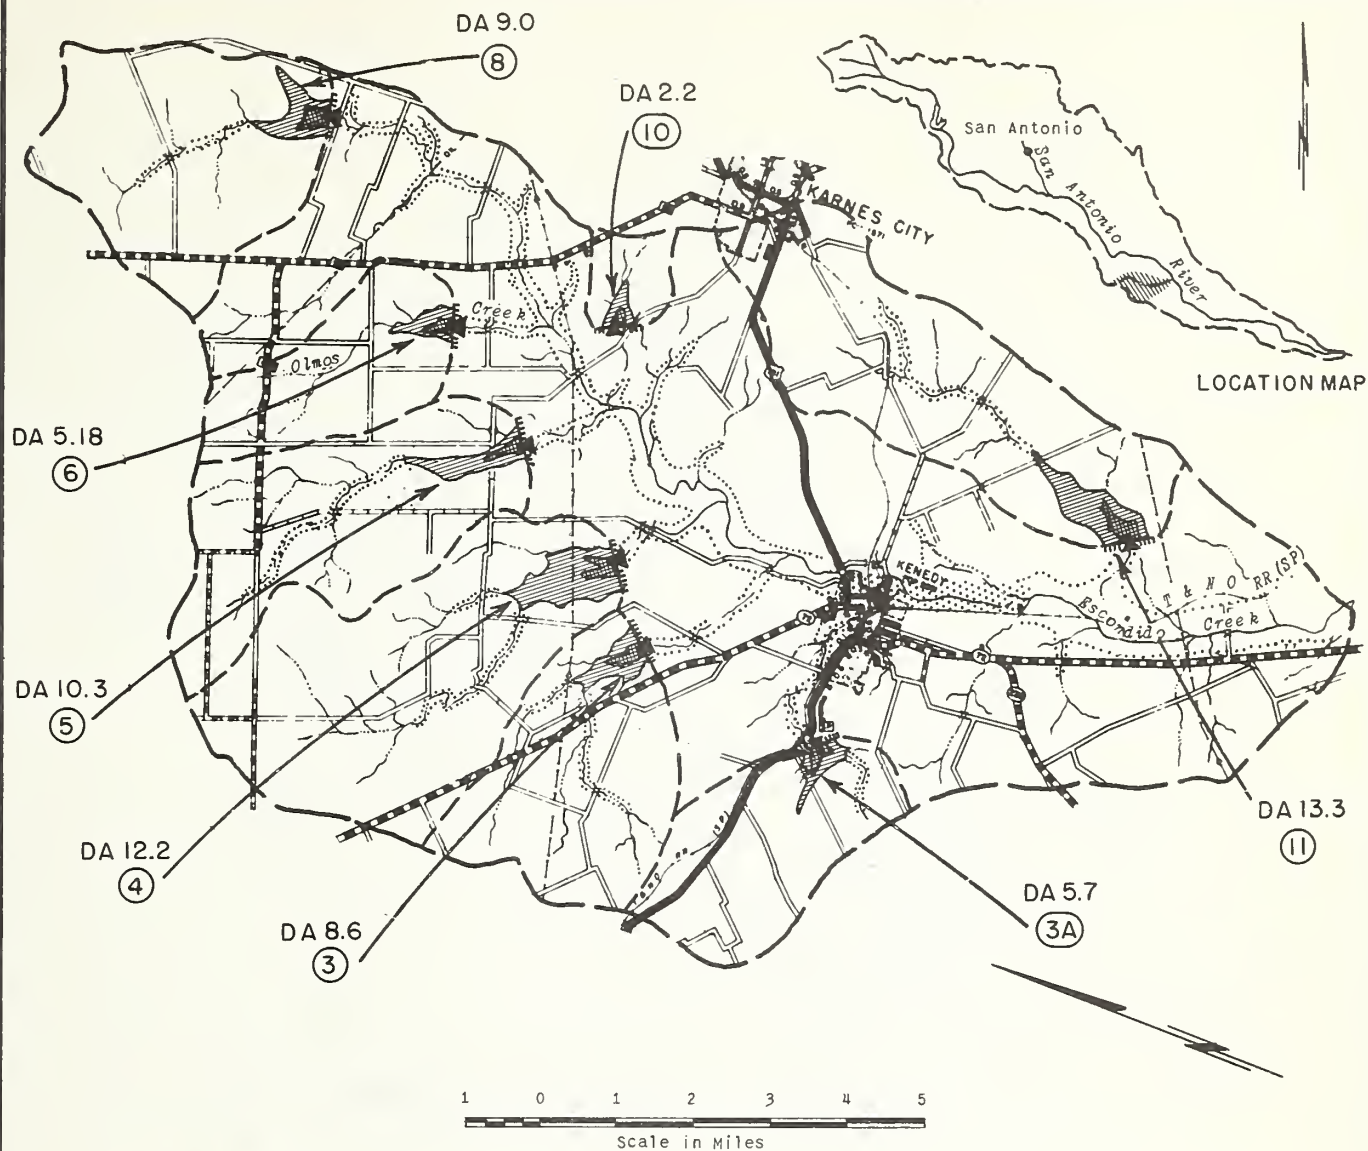 DA 9.0
8
DA 2.2
10
KARNES CITY
San Antonio
San Antonio River
LOCATION MAP
Creek
Olmos
DA 5.18
6
KENEDY
T & N O RR (SP)
Escondido
Creek
DA 10.3
5
DA 13.3
11
DA 12.2
4
DA 5.7
3A
DA 8.6
3
1 0 1 2 3 4 5
Scale in Miles